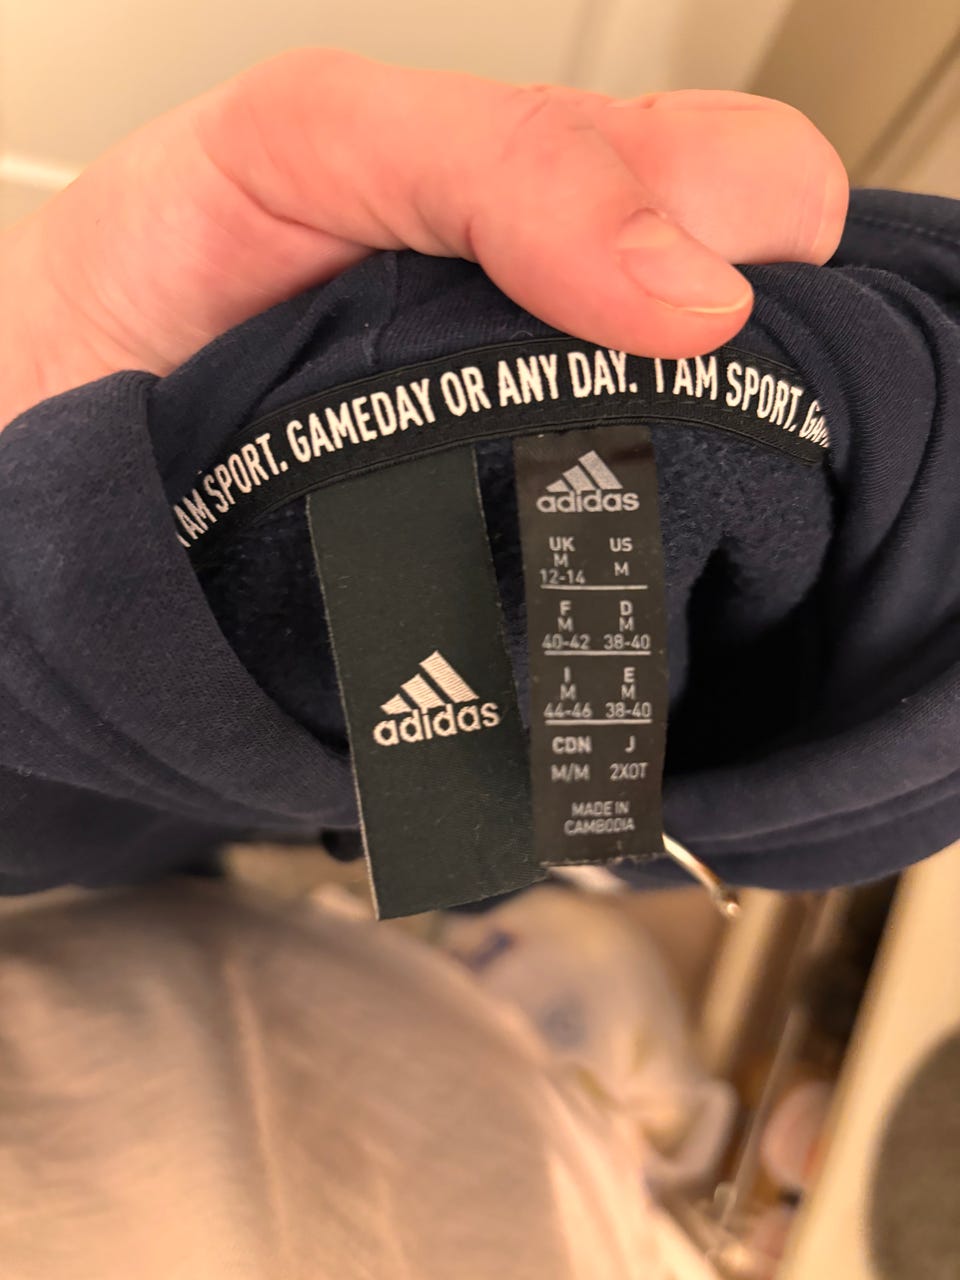 I AM SPORT. GAMEDAY OR ANY DAY. I AM SPORT.
adidas
adidas
UK US
M M
12-14
F D
M M
40-42 38-40
I E
M M
44-46 38-40
CDN J
M/M 2XOT
MADE IN
CAMBODIA